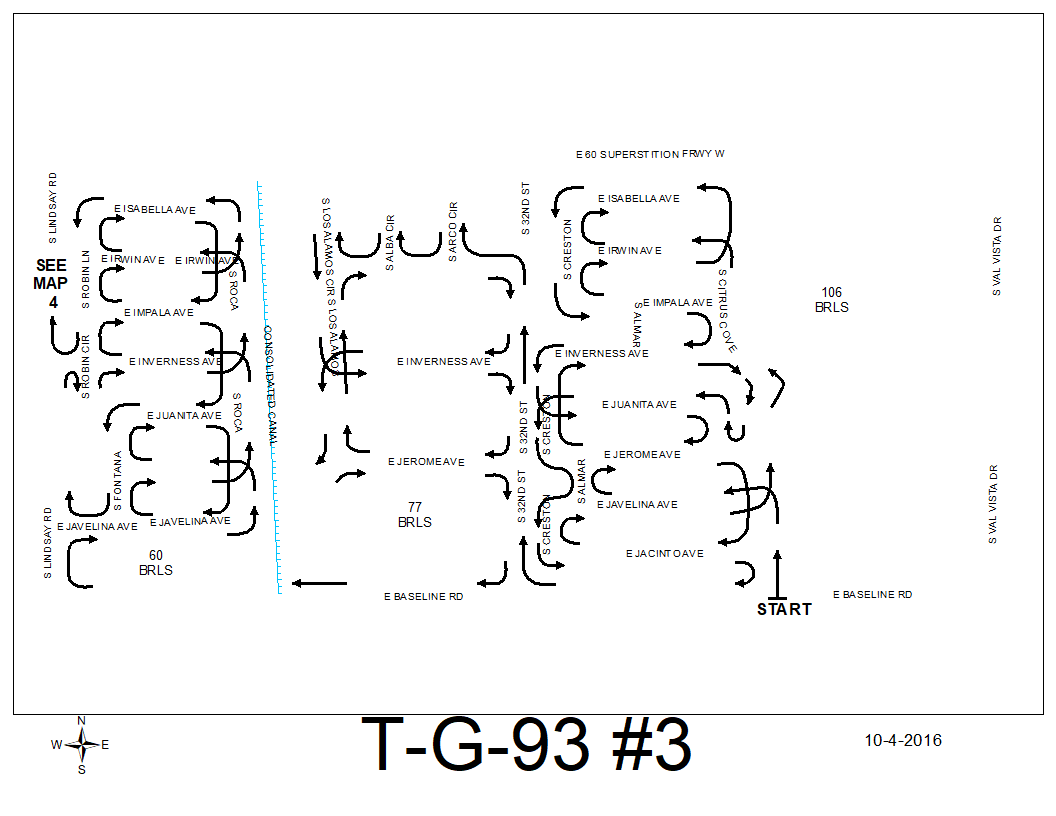 E 60 SUPERSTITION FRWY W
S LINDSAY RD
E ISABELLA AVE
S LOS ALAMOS CIR
S ALBA CIR
S ARCO CIR
S 32ND ST
E ISABELLA AVE
S VAL VISTA DR
E IRWIN AVE
E IRWIN AVE
S CRESTON
E IRWIN AVE
SEE
MAP
4
S ROBIN LN
S ROCA
S CITRUS COVE
106
BRLS
E IMPALA AVE
S LOS ALAMOS
S ALMAR
E IMPALA AVE
S ROBIN CIR
E INVERNESS AVE
CONSOLIDATED CANAL
E INVERNESS AVE
E INVERNESS AVE
E JUANITA AVE
S ROCA
S 32ND ST
S CRESTON
E JUANITA AVE
S FONTANA
E JEROME AVE
E JEROME AVE
S LINDSAY RD
E JAVELINA AVE
E JAVELINA AVE
77
BRLS
S 32ND ST
S CRESTON
S ALMAR
E JAVELINA AVE
S VAL VISTA DR
60
BRLS
E JACINTO AVE
E BASELINE RD
START
E BASELINE RD
N
W E
S
T-G-93 #3
10-4-2016